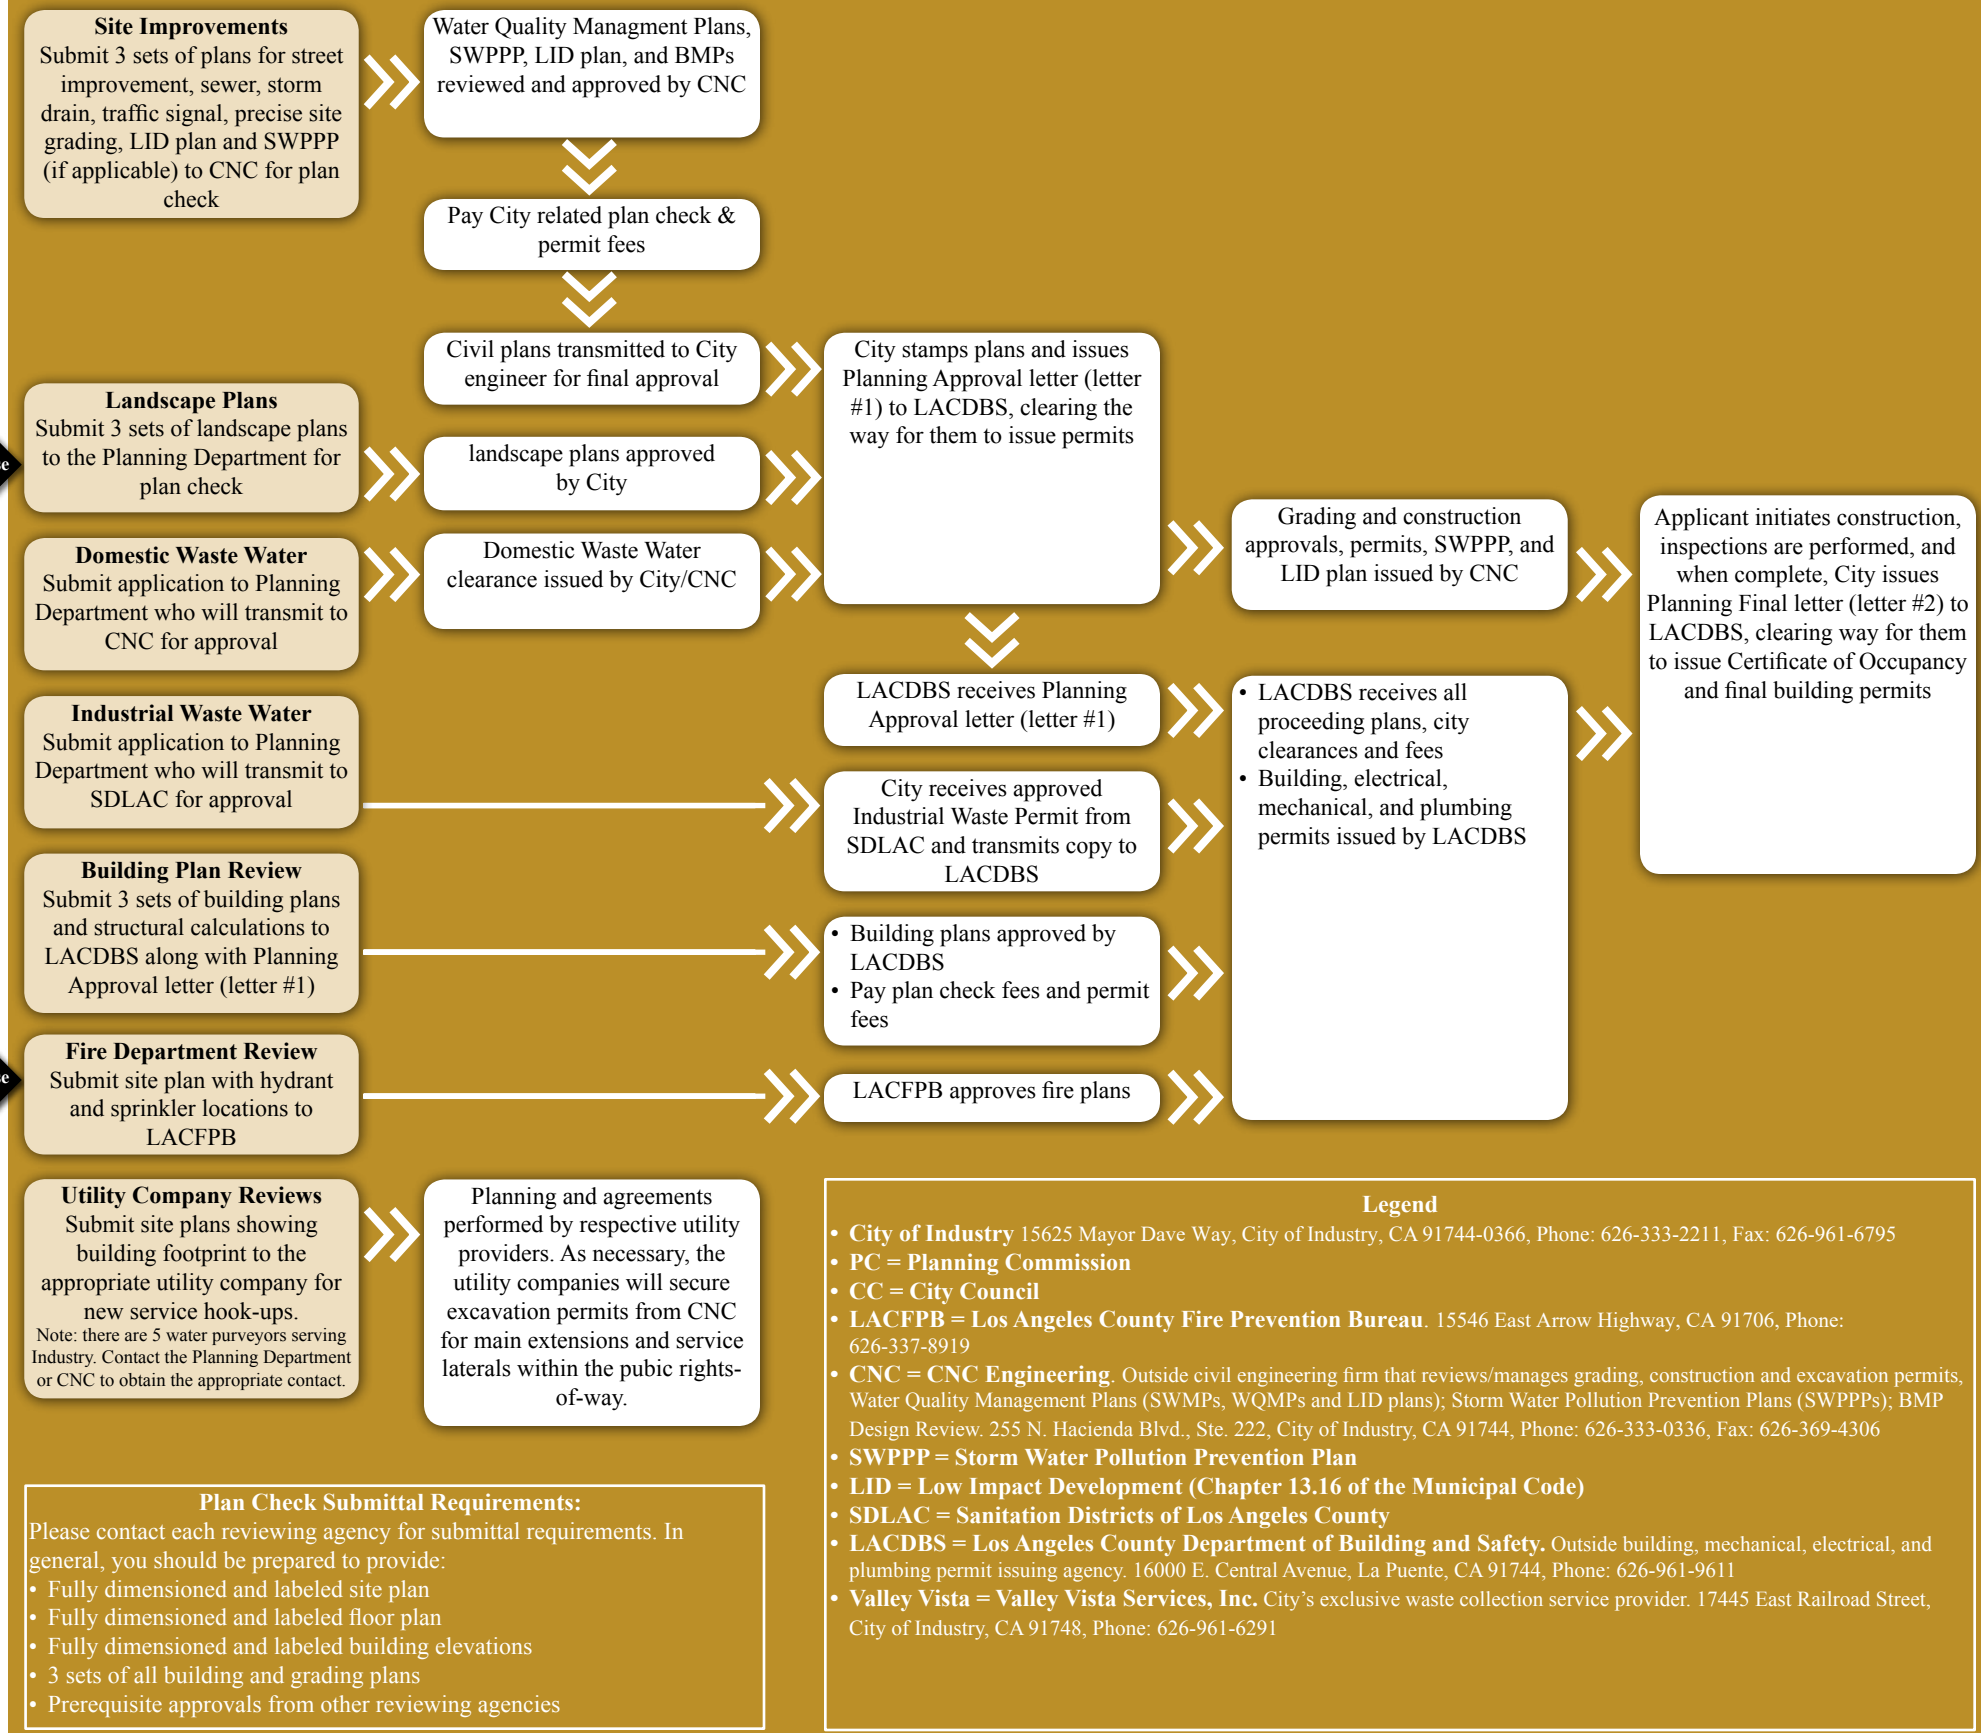 Site Improvements
Submit 3 sets of plans for street
improvement, sewer, storm
drain, traffic signal, precise site
grading, LID plan and SWPPP
(if applicable) to CNC for plan
check
Water Quality Managment Plans,
SWPPP, LID plan, and BMPs
reviewed and approved by CNC
Pay City related plan check &
permit fees
Civil plans transmitted to City
engineer for final approval
City stamps plans and issues
Planning Approval letter (letter
#1) to LACDBS, clearing the
way for them to issue permits
Landscape Plans
Submit 3 sets of landscape plans
to the Planning Department for
plan check
landscape plans approved
by City
Domestic Waste Water
Submit application to Planning
Department who will transmit to
CNC for approval
Domestic Waste Water
clearance issued by City/CNC
Grading and construction
approvals, permits, SWPPP, and
LID plan issued by CNC
Applicant initiates construction,
inspections are performed, and
when complete, City issues
Planning Final letter (letter #2) to
LACDBS, clearing way for them
to issue Certificate of Occupancy
and final building permits
Industrial Waste Water
Submit application to Planning
Department who will transmit to
SDLAC for approval
LACDBS receives Planning
Approval letter (letter #1)
City receives approved
Industrial Waste Permit from
SDLAC and transmits copy to
LACDBS
• LACDBS receives all
proceeding plans, city
clearances and fees
• Building, electrical,
mechanical, and plumbing
permits issued by LACDBS
Building Plan Review
Submit 3 sets of building plans
and structural calculations to
LACDBS along with Planning
Approval letter (letter #1)
• Building plans approved by
LACDBS
• Pay plan check fees and permit
fees
Fire Department Review
Submit site plan with hydrant
and sprinkler locations to
LACFPB
LACFPB approves fire plans
Utility Company Reviews
Submit site plans showing
building footprint to the
appropriate utility company for
new service hook-ups.
Note: there are 5 water purveyors serving
Industry. Contact the Planning Department
or CNC to obtain the appropriate contact.
Planning and agreements
performed by respective utility
providers. As necessary, the
utility companies will secure
excavation permits from CNC
for main extensions and service
laterals within the pubic rights-
of-way.
Plan Check Submittal Requirements:
Please contact each reviewing agency for submittal requirements. In
general, you should be prepared to provide:
• Fully dimensioned and labeled site plan
• Fully dimensioned and labeled floor plan
• Fully dimensioned and labeled building elevations
• 3 sets of all building and grading plans
• Prerequisite approvals from other reviewing agencies
Legend
• City of Industry 15625 Mayor Dave Way, City of Industry, CA 91744-0366, Phone: 626-333-2211, Fax: 626-961-6795
• PC = Planning Commission
• CC = City Council
• LACFPB = Los Angeles County Fire Prevention Bureau. 15546 East Arrow Highway, CA 91706, Phone:
626-337-8919
• CNC = CNC Engineering. Outside civil engineering firm that reviews/manages grading, construction and excavation permits,
Water Quality Management Plans (SWMPs, WQMPs and LID plans); Storm Water Pollution Prevention Plans (SWPPPs); BMP
Design Review. 255 N. Hacienda Blvd., Ste. 222, City of Industry, CA 91744, Phone: 626-333-0336, Fax: 626-369-4306
• SWPPP = Storm Water Pollution Prevention Plan
• LID = Low Impact Development (Chapter 13.16 of the Municipal Code)
• SDLAC = Sanitation Districts of Los Angeles County
• LACDBS = Los Angeles County Department of Building and Safety. Outside building, mechanical, electrical, and
plumbing permit issuing agency. 16000 E. Central Avenue, La Puente, CA 91744, Phone: 626-961-9611
• Valley Vista = Valley Vista Services, Inc. City's exclusive waste collection service provider. 17445 East Railroad Street,
City of Industry, CA 91748, Phone: 626-961-6291